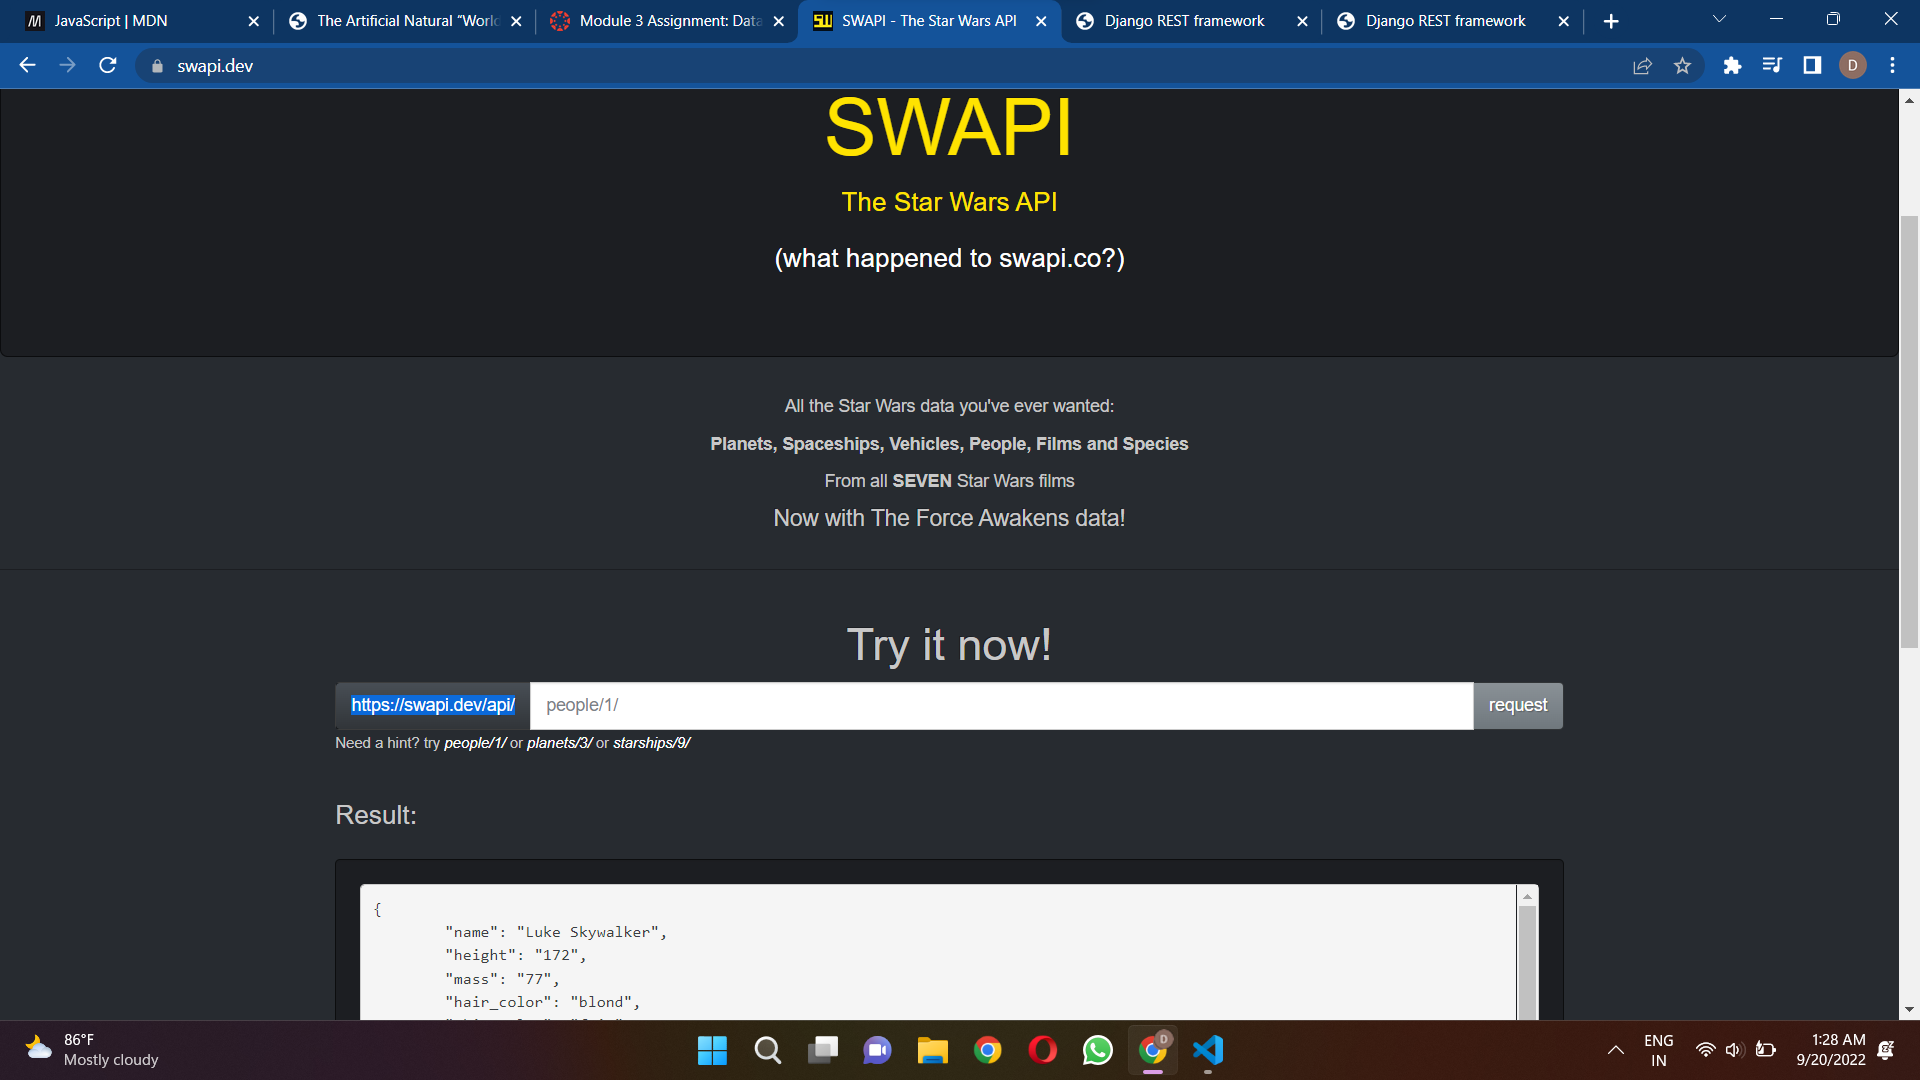 JavaScript | MDN
The Artificial Natural “World
Module 3 Assignment: Data
SWAPI - The Star Wars API
Django REST framework
Django REST framework
swapi.dev
D
SWAPI
The Star Wars API
(what happened to swapi.co?)
All the Star Wars data you've ever wanted:
Planets, Spaceships, Vehicles, People, Films and Species
From all SEVEN Star Wars films
Now with The Force Awakens data!
Try it now!
https://swapi.dev/api/
people/1/
request
Need a hint? try people/1/ or planets/3/ or starships/9/
Result:
{
"name": "Luke Skywalker",
"height": "172",
"mass": "77",
"hair_color": "blond",
86°F
Mostly cloudy
D
ENG
IN
1:28 AM
9/20/2022